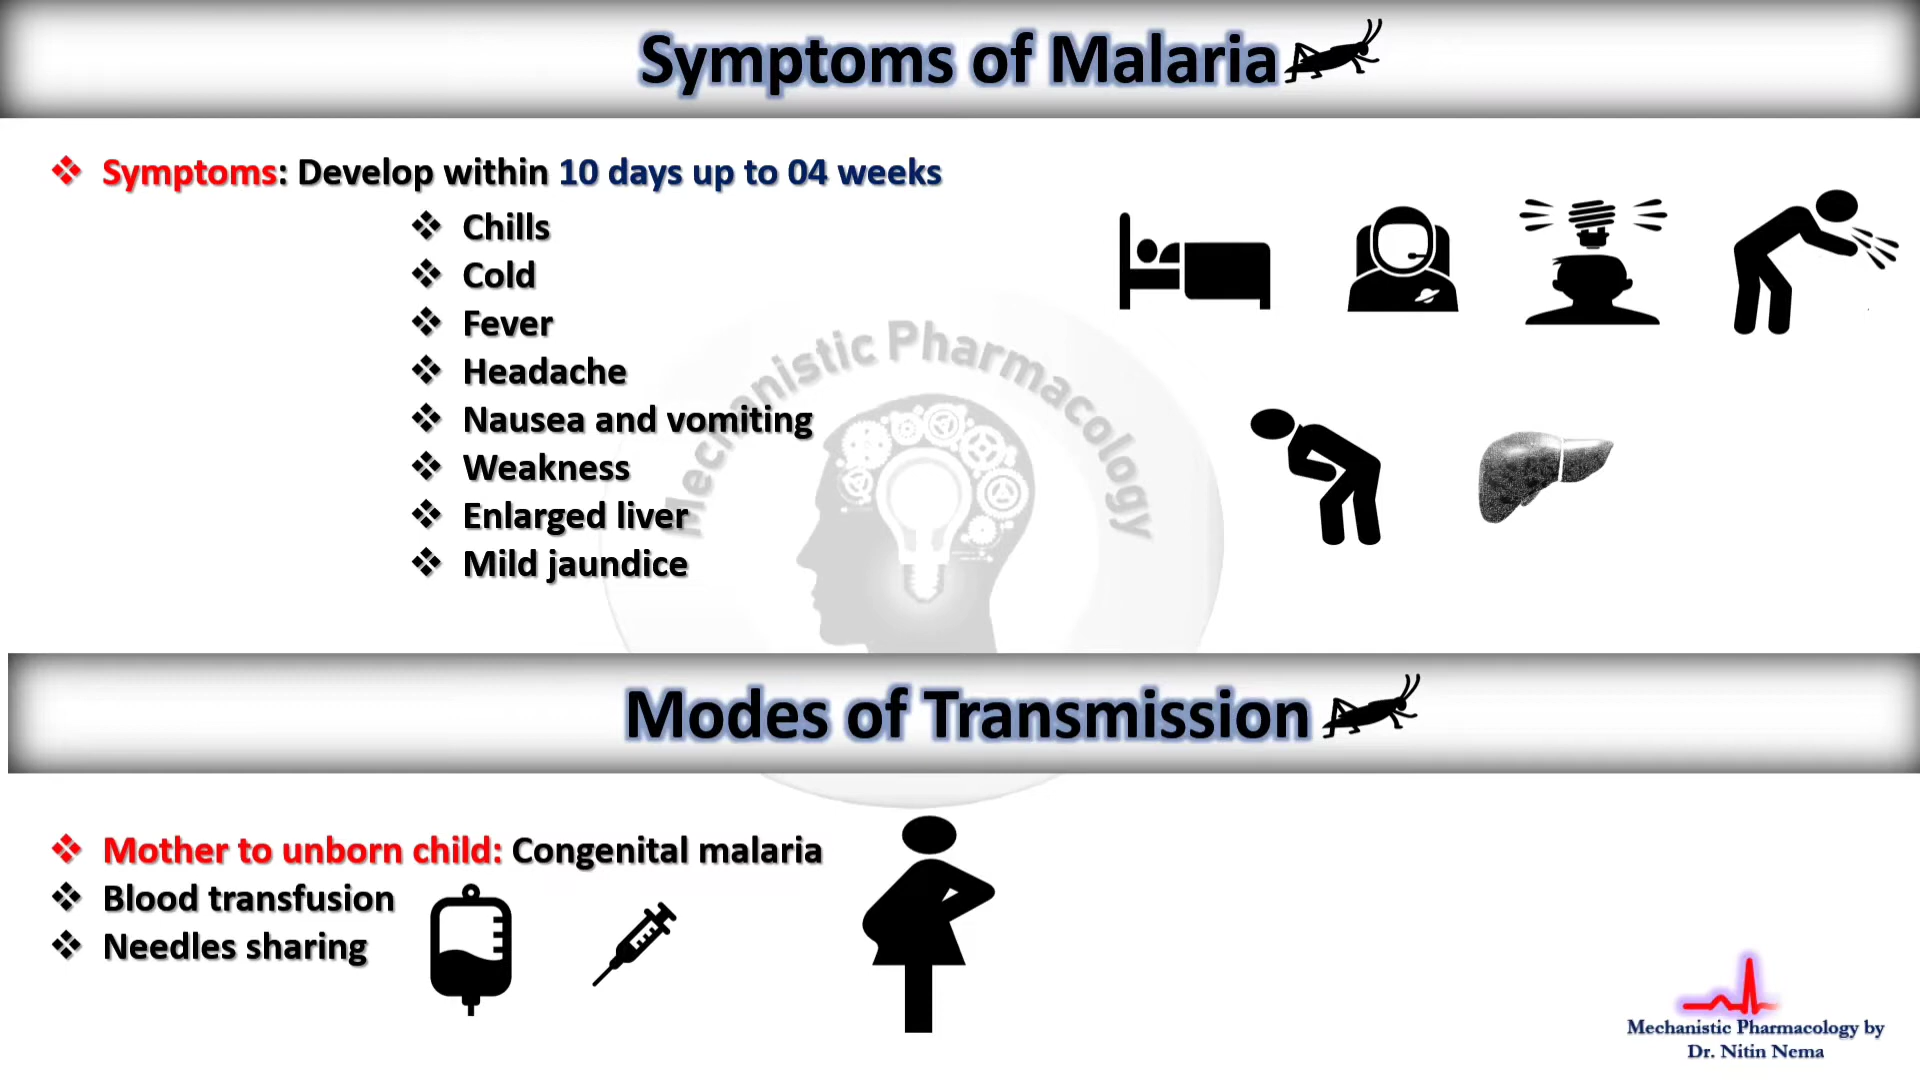 Symptoms of Malaria
❖ Symptoms: Develop within 10 days up to 04 weeks
❖ Chills
❖ Cold
❖ Fever
❖ Headache
❖ Nausea and vomiting
❖ Weakness
❖ Enlarged liver
❖ Mild jaundice
Mechanistic Pharmacology
Modes of Transmission
❖ Mother to unborn child: Congenital malaria
❖ Blood transfusion
❖ Needles sharing
Mechanistic Pharmacology by
Dr. Nitin Nema